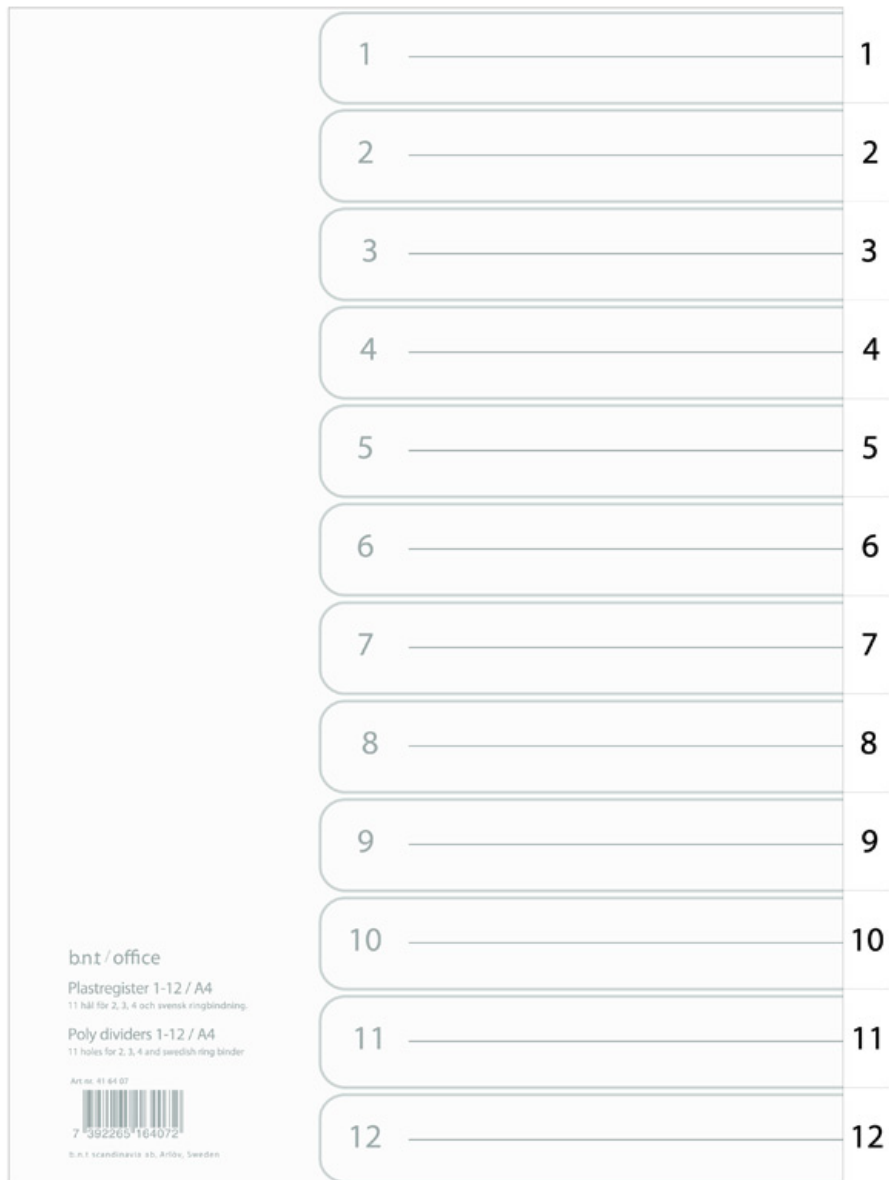 1 1
2 2
3 3
4 4
5 5
6 6
7 7
8 8
9 9
10 10
11 11
12 12
b.n.t / office
Plastregister 1-12 / A4
11 hål för 2, 3, 4 och svensk ringbindning.
Poly dividers 1-12 / A4
11 holes for 2, 3, 4 and swedish ring binder
Art nr. 41 64 07
7 392265 164072
b.n.t scandinavia ab, Arlöv, Sweden